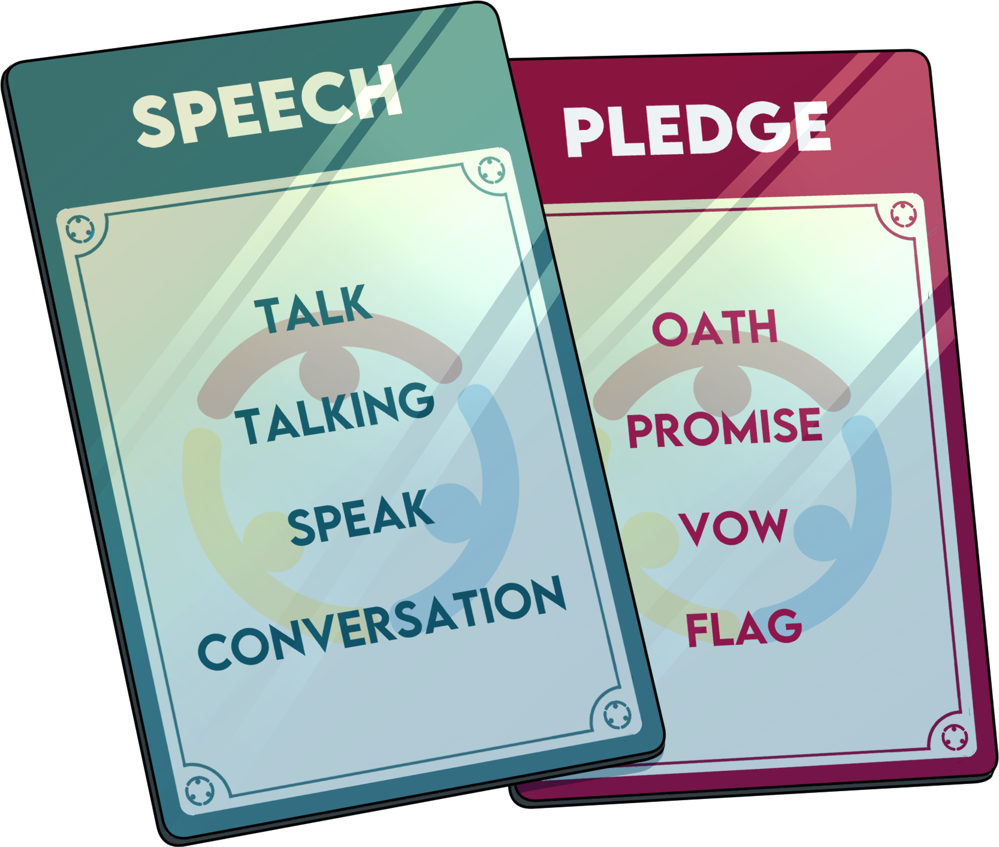 SPEECH
TALK
TALKING
SPEAK
CONVERSATION
PLEDGE
OATH
PROMISE
VOW
FLAG